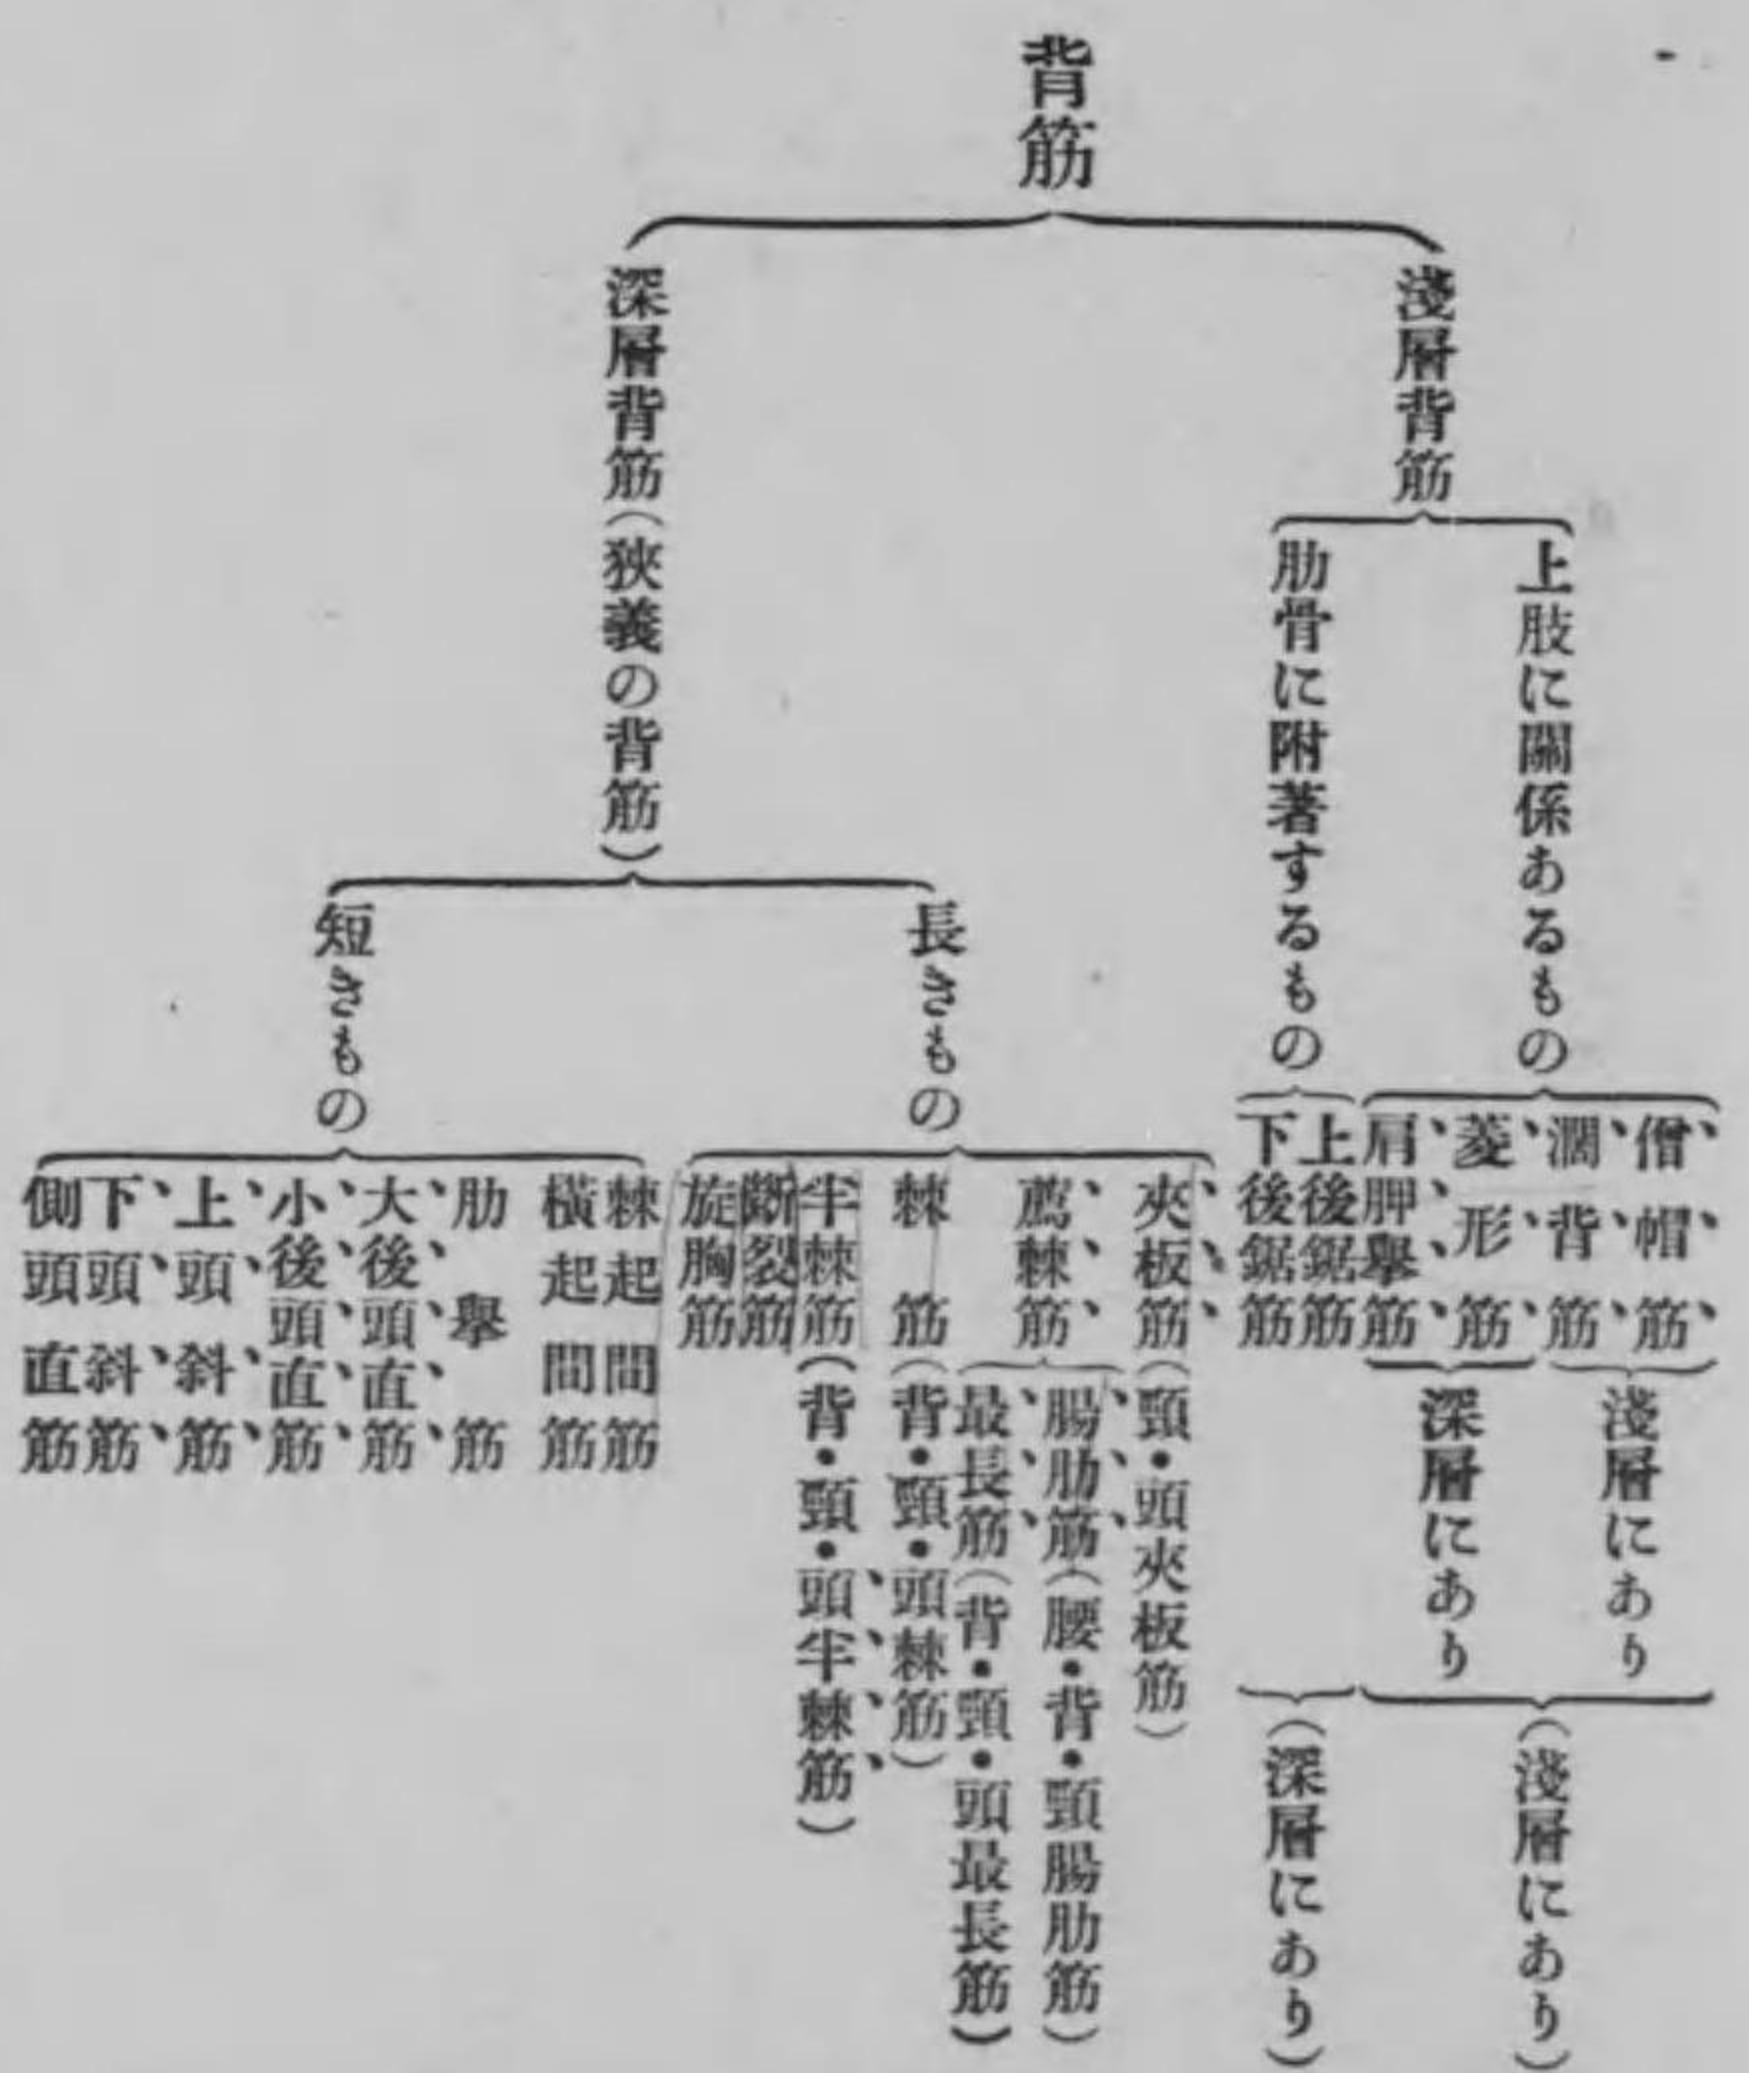 背筋
淺層背筋
上肢に關係あるもの
僧帽筋
濶背筋
淺層にあり
菱形筋
肩胛擧筋
深層にあり
(淺層にあり)
肋骨に附著するもの
上後鋸筋
下後鋸筋
(深層にあり)
深層背筋(狹義の背筋)
長きもの
夾板筋(頸・頭夾板筋)
薦棘筋
腸肋筋(腰・背・頸腸肋筋)
最長筋(背・頸・頭最長筋)
棘筋(背・頸・頭棘筋)
半棘筋(背・頸・頭半棘筋)
斷裂筋
旋胸筋
短きもの
棘起間筋
橫起間筋
肋擧筋
大後頭直筋
小後頭直筋
上頭斜筋
下頭斜筋
側頭直筋